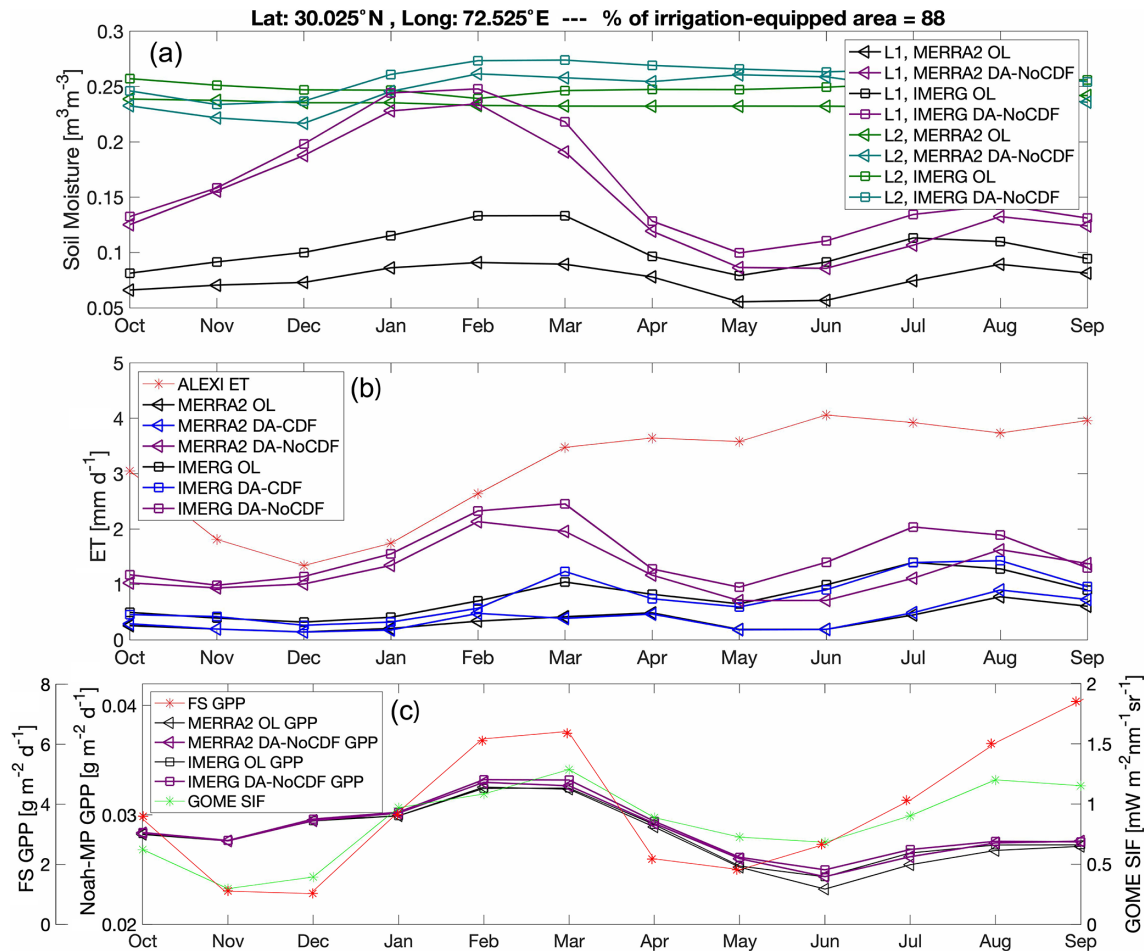 Lat: 30.025°N , Long: 72.525°E --- % of irrigation-equipped area = 88
(a)
Soil Moisture [m³m⁻³]
0.3
0.25
0.2
0.15
0.1
0.05
L1, MERRA2 OL
L1, MERRA2 DA-NoCDF
L1, IMERG OL
L1, IMERG DA-NoCDF
L2, MERRA2 OL
L2, MERRA2 DA-NoCDF
L2, IMERG OL
L2, IMERG DA-NoCDF
Oct Nov Dec Jan Feb Mar Apr May Jun Jul Aug Sep
(b)
ET [mm d⁻¹]
5
4
3
2
1
0
ALEXI ET
MERRA2 OL
MERRA2 DA-CDF
MERRA2 DA-NoCDF
IMERG OL
IMERG DA-CDF
IMERG DA-NoCDF
Oct Nov Dec Jan Feb Mar Apr May Jun Jul Aug Sep
(c)
FS GPP [g m⁻² d⁻¹]
8
6
4
2
0
Noah-MP GPP [g m⁻² d⁻¹]
0.04
0.03
0.02
FS GPP
MERRA2 OL GPP
MERRA2 DA-NoCDF GPP
IMERG OL GPP
IMERG DA-NoCDF GPP
GOME SIF
2
1.5
1
0.5
0
GOME SIF [mW m⁻²nm⁻¹sr⁻¹]
Oct Nov Dec Jan Feb Mar Apr May Jun Jul Aug Sep